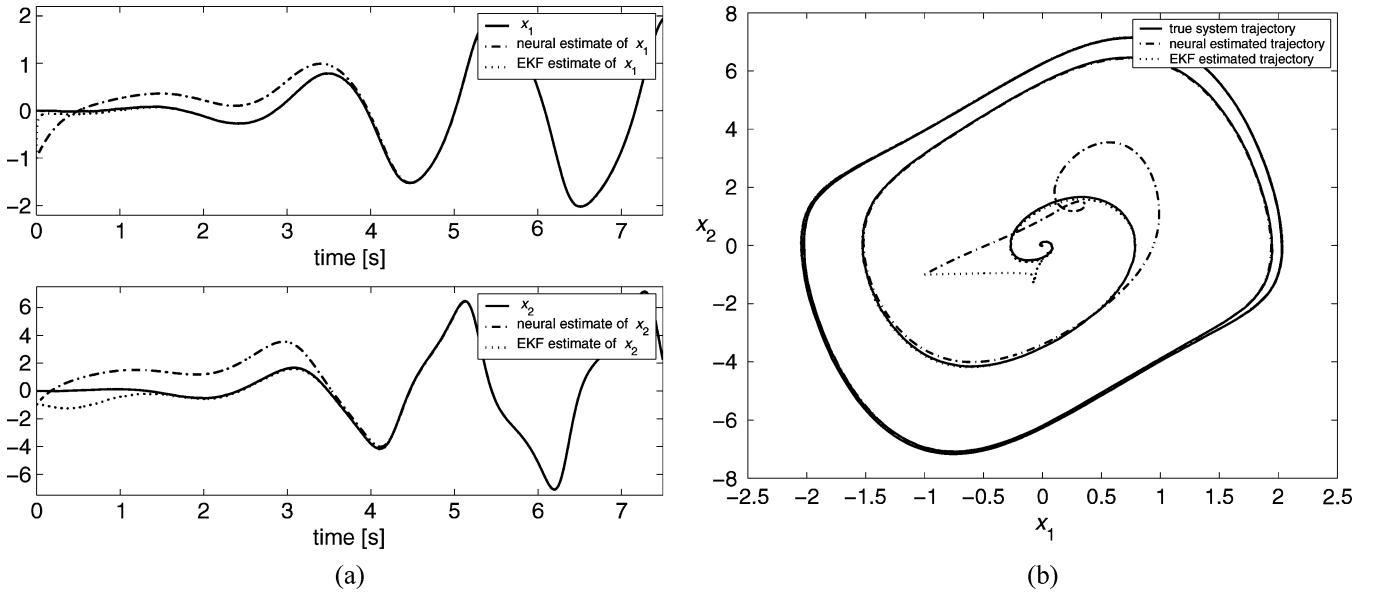 2
1
0
−1
−2
x1
neural estimate of x1
EKF estimate of x1
0 1 2 3 4 5 6 7
time [s]
6
4
2
0
−2
−4
−6
x2
neural estimate of x2
EKF estimate of x2
0 1 2 3 4 5 6 7
time [s]
(a)
8
6
4
2
0
−2
−4
−6
−8
x2
true system trajectory
neural estimated trajectory
EKF estimated trajectory
−2.5 −2 −1.5 −1 −0.5 0 0.5 1 1.5 2 2.5
x1
(b)